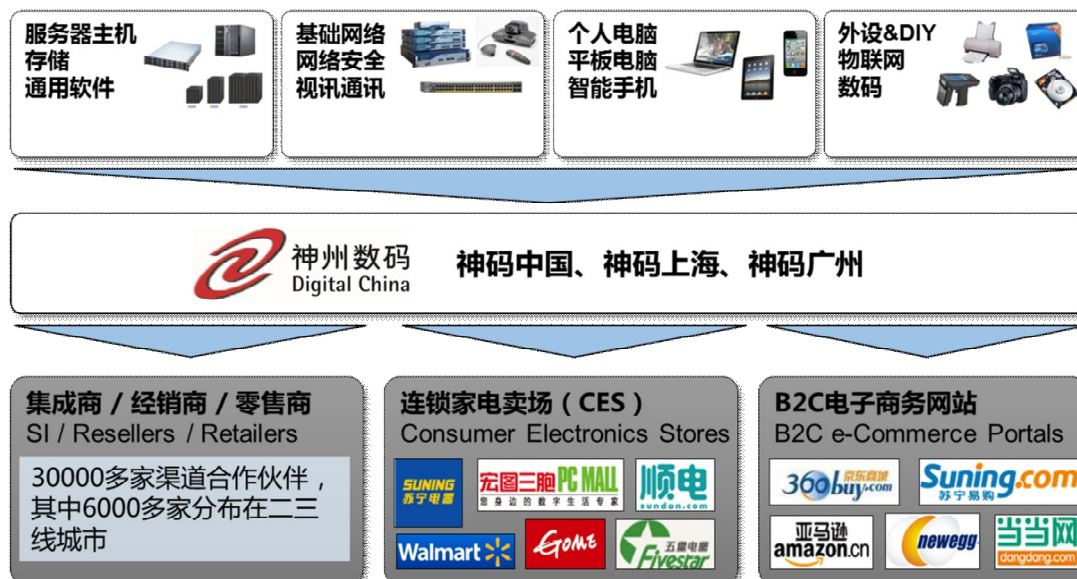 服务器主机
存储
通用软件
基础网络
网络安全
视讯通讯
个人电脑
平板电脑
智能手机
外设&DIY
物联网
数码
神州数码
Digital China
神码中国、神码上海、神码广州
集成商 / 经销商 / 零售商
SI / Resellers / Retailers
30000多家渠道合作伙伴，
其中6000多家分布在二三
线城市
连锁家电卖场（CES）
Consumer Electronics Stores
SUNING
苏宁电器
宏图三胞 PC MALL
您身边的数字生活专家
顺电
sundan.com
Walmart
GOME
五星电器
Fivestar
B2C电子商务网站
B2C e-Commerce Portals
京东商城
360buy.com
Suning.com
苏宁易购
亚马逊
amazon.cn
newegg
当当网
dangdang.com